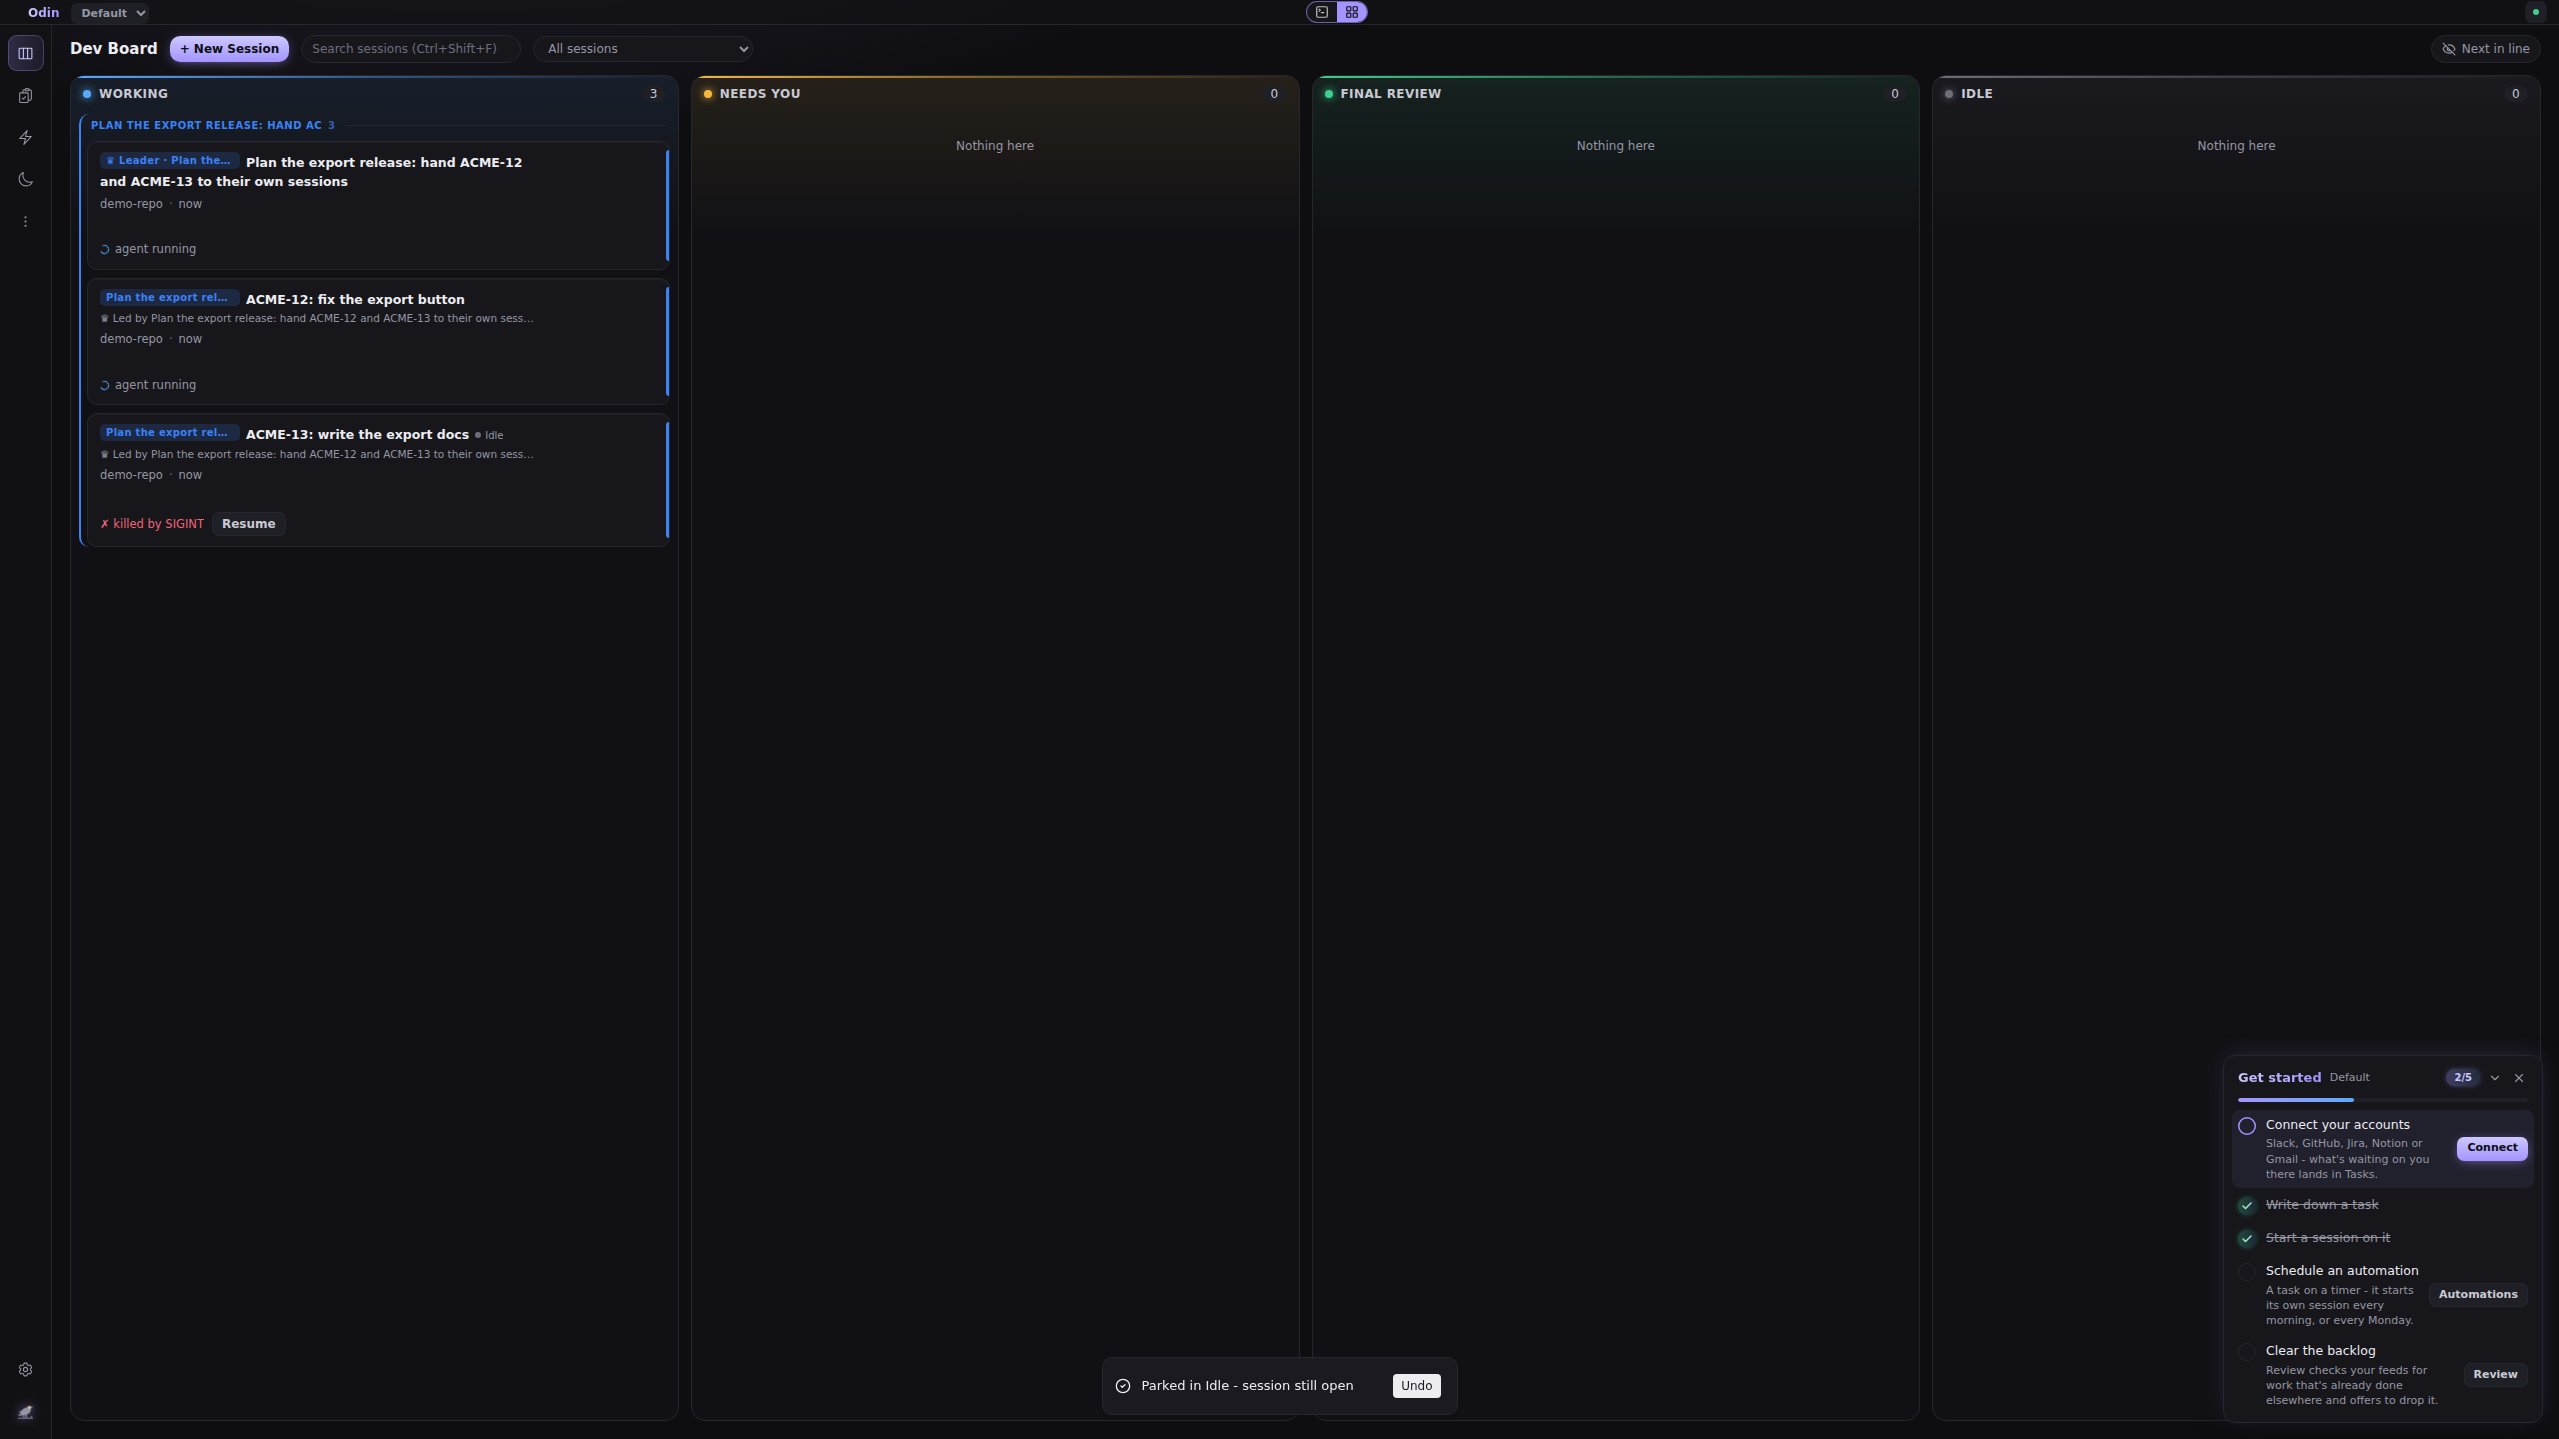 Odin
Default
Dev Board
+ New Session
Search sessions (Ctrl+Shift+F)
All sessions
Next in line
WORKING
3
PLAN THE EXPORT RELEASE: HAND AC 3
♛ Leader · Plan the...
Plan the export release: hand ACME-12
and ACME-13 to their own sessions
demo-repo · now
agent running
Plan the export rel...
ACME-12: fix the export button
♛ Led by Plan the export release: hand ACME-12 and ACME-13 to their own sess...
demo-repo · now
agent running
Plan the export rel...
ACME-13: write the export docs
Idle
♛ Led by Plan the export release: hand ACME-12 and ACME-13 to their own sess...
demo-repo · now
✗ killed by SIGINT
Resume
NEEDS YOU
0
Nothing here
FINAL REVIEW
0
Nothing here
IDLE
0
Nothing here
Parked in Idle - session still open
Undo
Get started
Default
2/5
Connect your accounts
Slack, GitHub, Jira, Notion or
Gmail - what's waiting on you
there lands in Tasks.
Connect
Write down a task
Start a session on it
Schedule an automation
A task on a timer - it starts
its own session every
morning, or every Monday.
Automations
Clear the backlog
Review checks your feeds for
work that's already done
elsewhere and offers to drop it.
Review